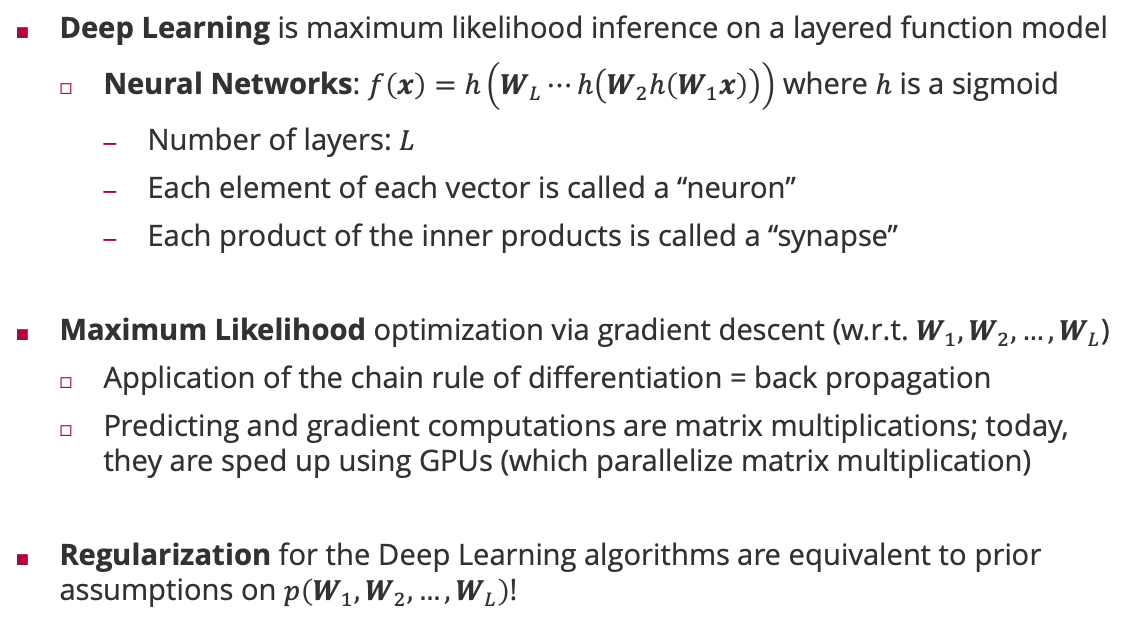 ▪ Deep Learning is maximum likelihood inference on a layered function model
▫ Neural Networks: f(x) = h(W_L ⋯ h(W_2h(W_1x))) where h is a sigmoid
– Number of layers: L
– Each element of each vector is called a “neuron”
– Each product of the inner products is called a “synapse”
▪ Maximum Likelihood optimization via gradient descent (w.r.t. W_1, W_2, …, W_L)
▫ Application of the chain rule of differentiation = back propagation
▫ Predicting and gradient computations are matrix multiplications; today,
they are sped up using GPUs (which parallelize matrix multiplication)
▪ Regularization for the Deep Learning algorithms are equivalent to prior
assumptions on p(W_1, W_2, …, W_L)!